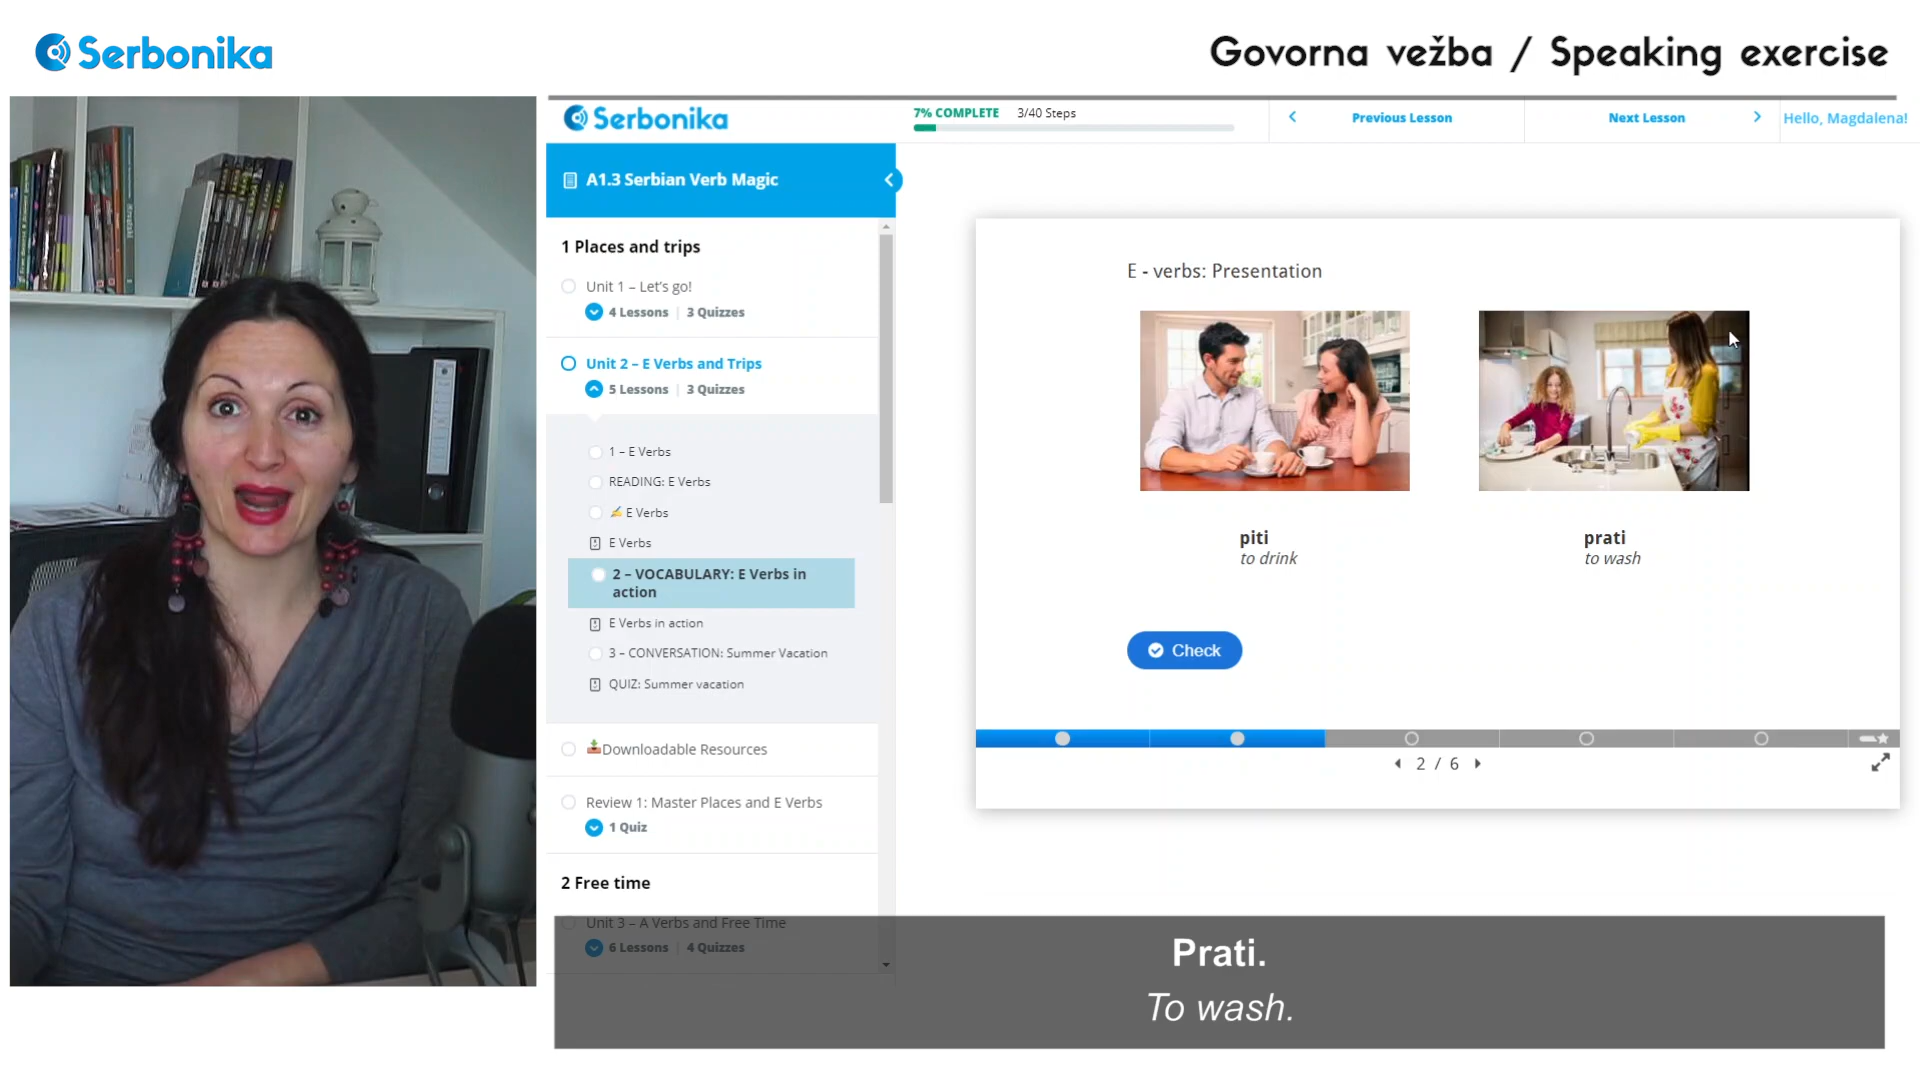 Serbonika
Govorna vežba / Speaking exercise
Serbonika
7% COMPLETE 3/40 Steps
Previous Lesson
Next Lesson
Hello, Magdalena!
A1.3 Serbian Verb Magic
1 Places and trips
Unit 1 – Let's go!
4 Lessons | 3 Quizzes
Unit 2 – E Verbs and Trips
5 Lessons | 3 Quizzes
1 – E Verbs
READING: E Verbs
✍ E Verbs
E Verbs
2 – VOCABULARY: E Verbs in
action
E Verbs in action
3 – CONVERSATION: Summer Vacation
QUIZ: Summer vacation
📥Downloadable Resources
Review 1: Master Places and E Verbs
1 Quiz
2 Free time
Unit 3 – A Verbs and Free Time
6 Lessons | 4 Quizzes
E - verbs: Presentation
piti
to drink
prati
to wash
Check
2 / 6
Prati.
To wash.